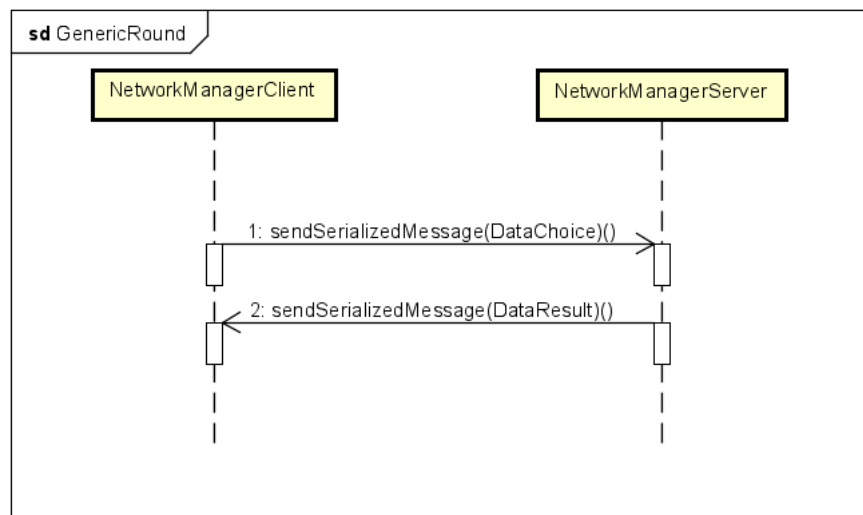 sd GenericRound
NetworkManagerClient
NetworkManagerServer
1: sendSerializedMessage(DataChoice)()
2: sendSerializedMessage(DataResult)()